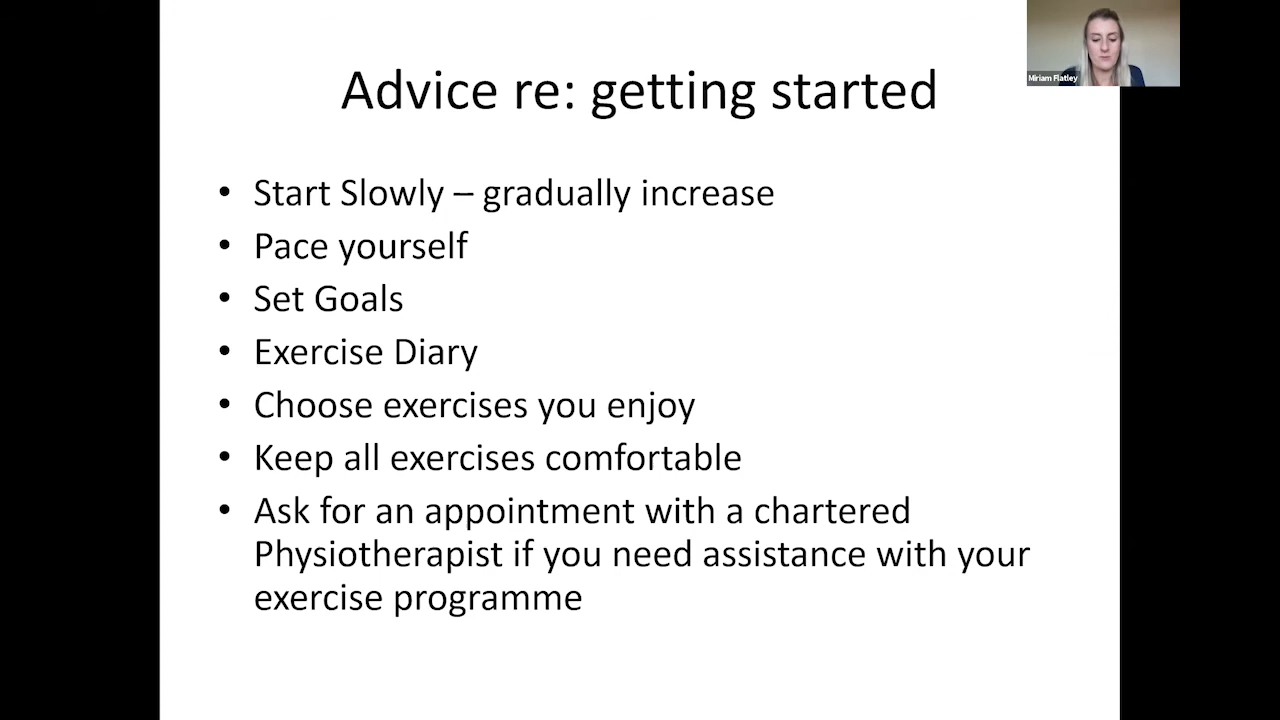 Miriam Flatley
Advice re: getting started
• Start Slowly – gradually increase
• Pace yourself
• Set Goals
• Exercise Diary
• Choose exercises you enjoy
• Keep all exercises comfortable
• Ask for an appointment with a chartered
Physiotherapist if you need assistance with your
exercise programme